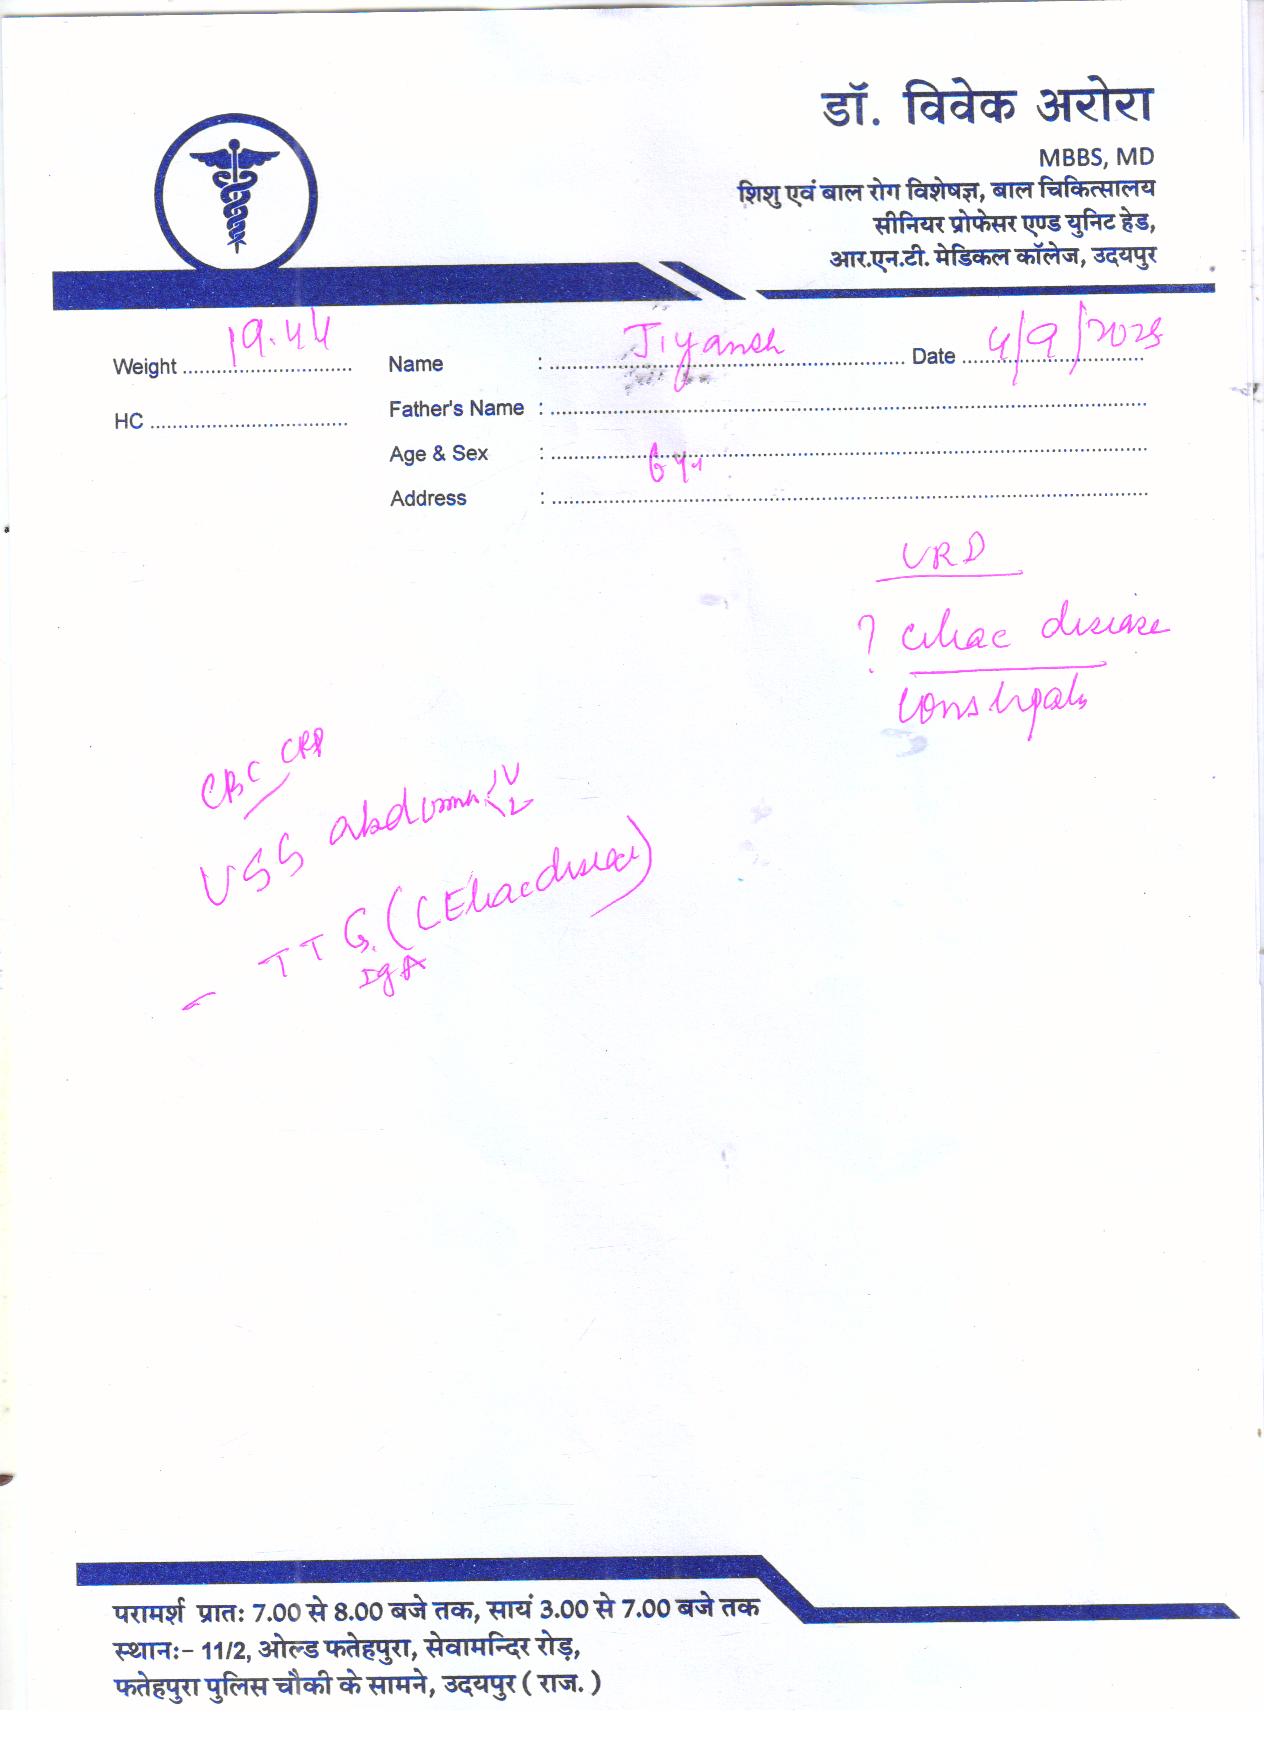 डॉ. विवेक अरोरा
MBBS, MD
शिशु एवं बाल रोग विशेषज्ञ, बाल चिकित्सालय
सीनियर प्रोफेसर एण्ड युनिट हेड,
आर.एन.टी. मेडिकल कॉलेज, उदयपुर
Weight 19.44 Name : Jiyansh Date 4/9/2025
HC Father's Name :
Age & Sex : 6 yr
Address :
URD
? Celiac disease
CBC CRP
USG abdomen
- TTG (CEliac disease)
IgA
परामर्श प्रातः 7.00 से 8.00 बजे तक, सायं 3.00 से 7.00 बजे तक
स्थानः- 11/2, ओल्ड फतेहपुरा, सेवामन्दिर रोड़,
फतेहपुरा पुलिस चौकी के सामने, उदयपुर ( राज. )